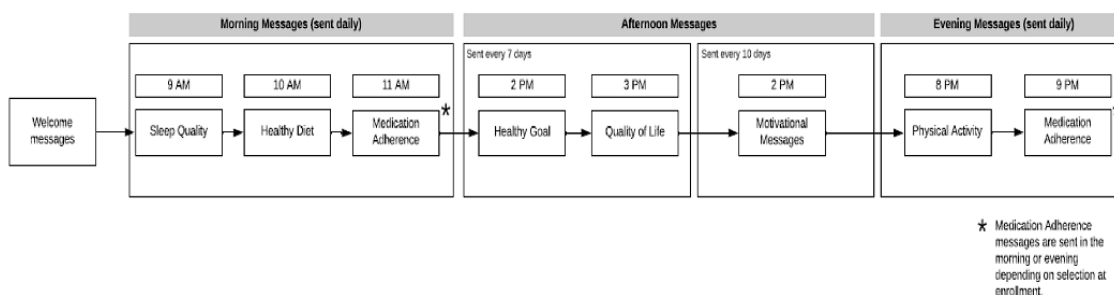 Morning Messages (sent daily)
Afternoon Messages
Evening Messages (sent daily)
Sent every 7 days
Sent every 10 days
9 AM
10 AM
11 AM
2 PM
3 PM
2 PM
8 PM
9 PM
Welcome
messages
Sleep Quality
Healthy Diet
Medication
Adherence
*
Healthy Goal
Quality of Life
Motivational
Messages
Physical Activity
Medication
Adherence
* Medication Adherence
messages are sent in the
morning or evening
depending on selection at
enrollment.